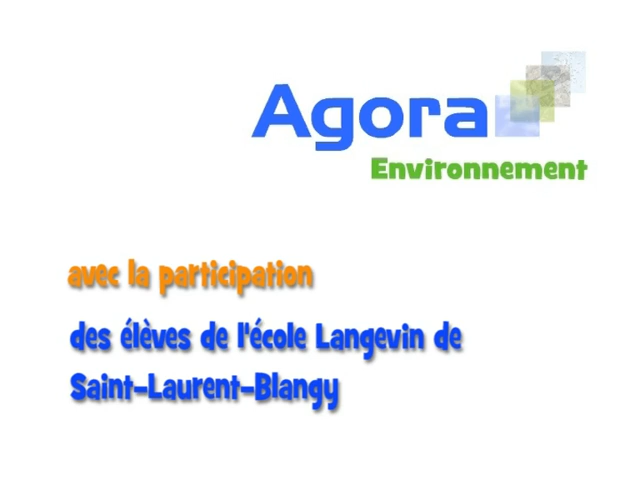 Agora
Environnement
avec la participation
des élèves de l'école Langevin de
Saint-Laurent-Blangy